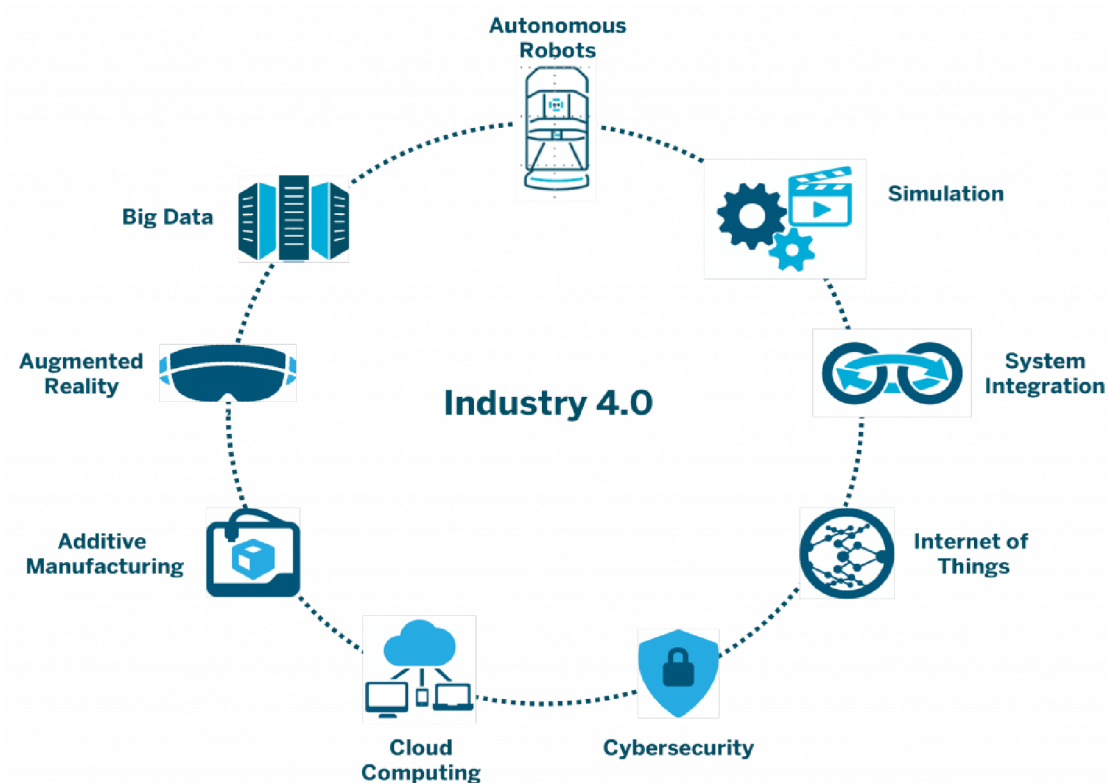 Autonomous
Robots
Simulation
Big Data
System
Integration
Augmented
Reality
Industry 4.0
Internet of
Things
Additive
Manufacturing
Cybersecurity
Cloud
Computing